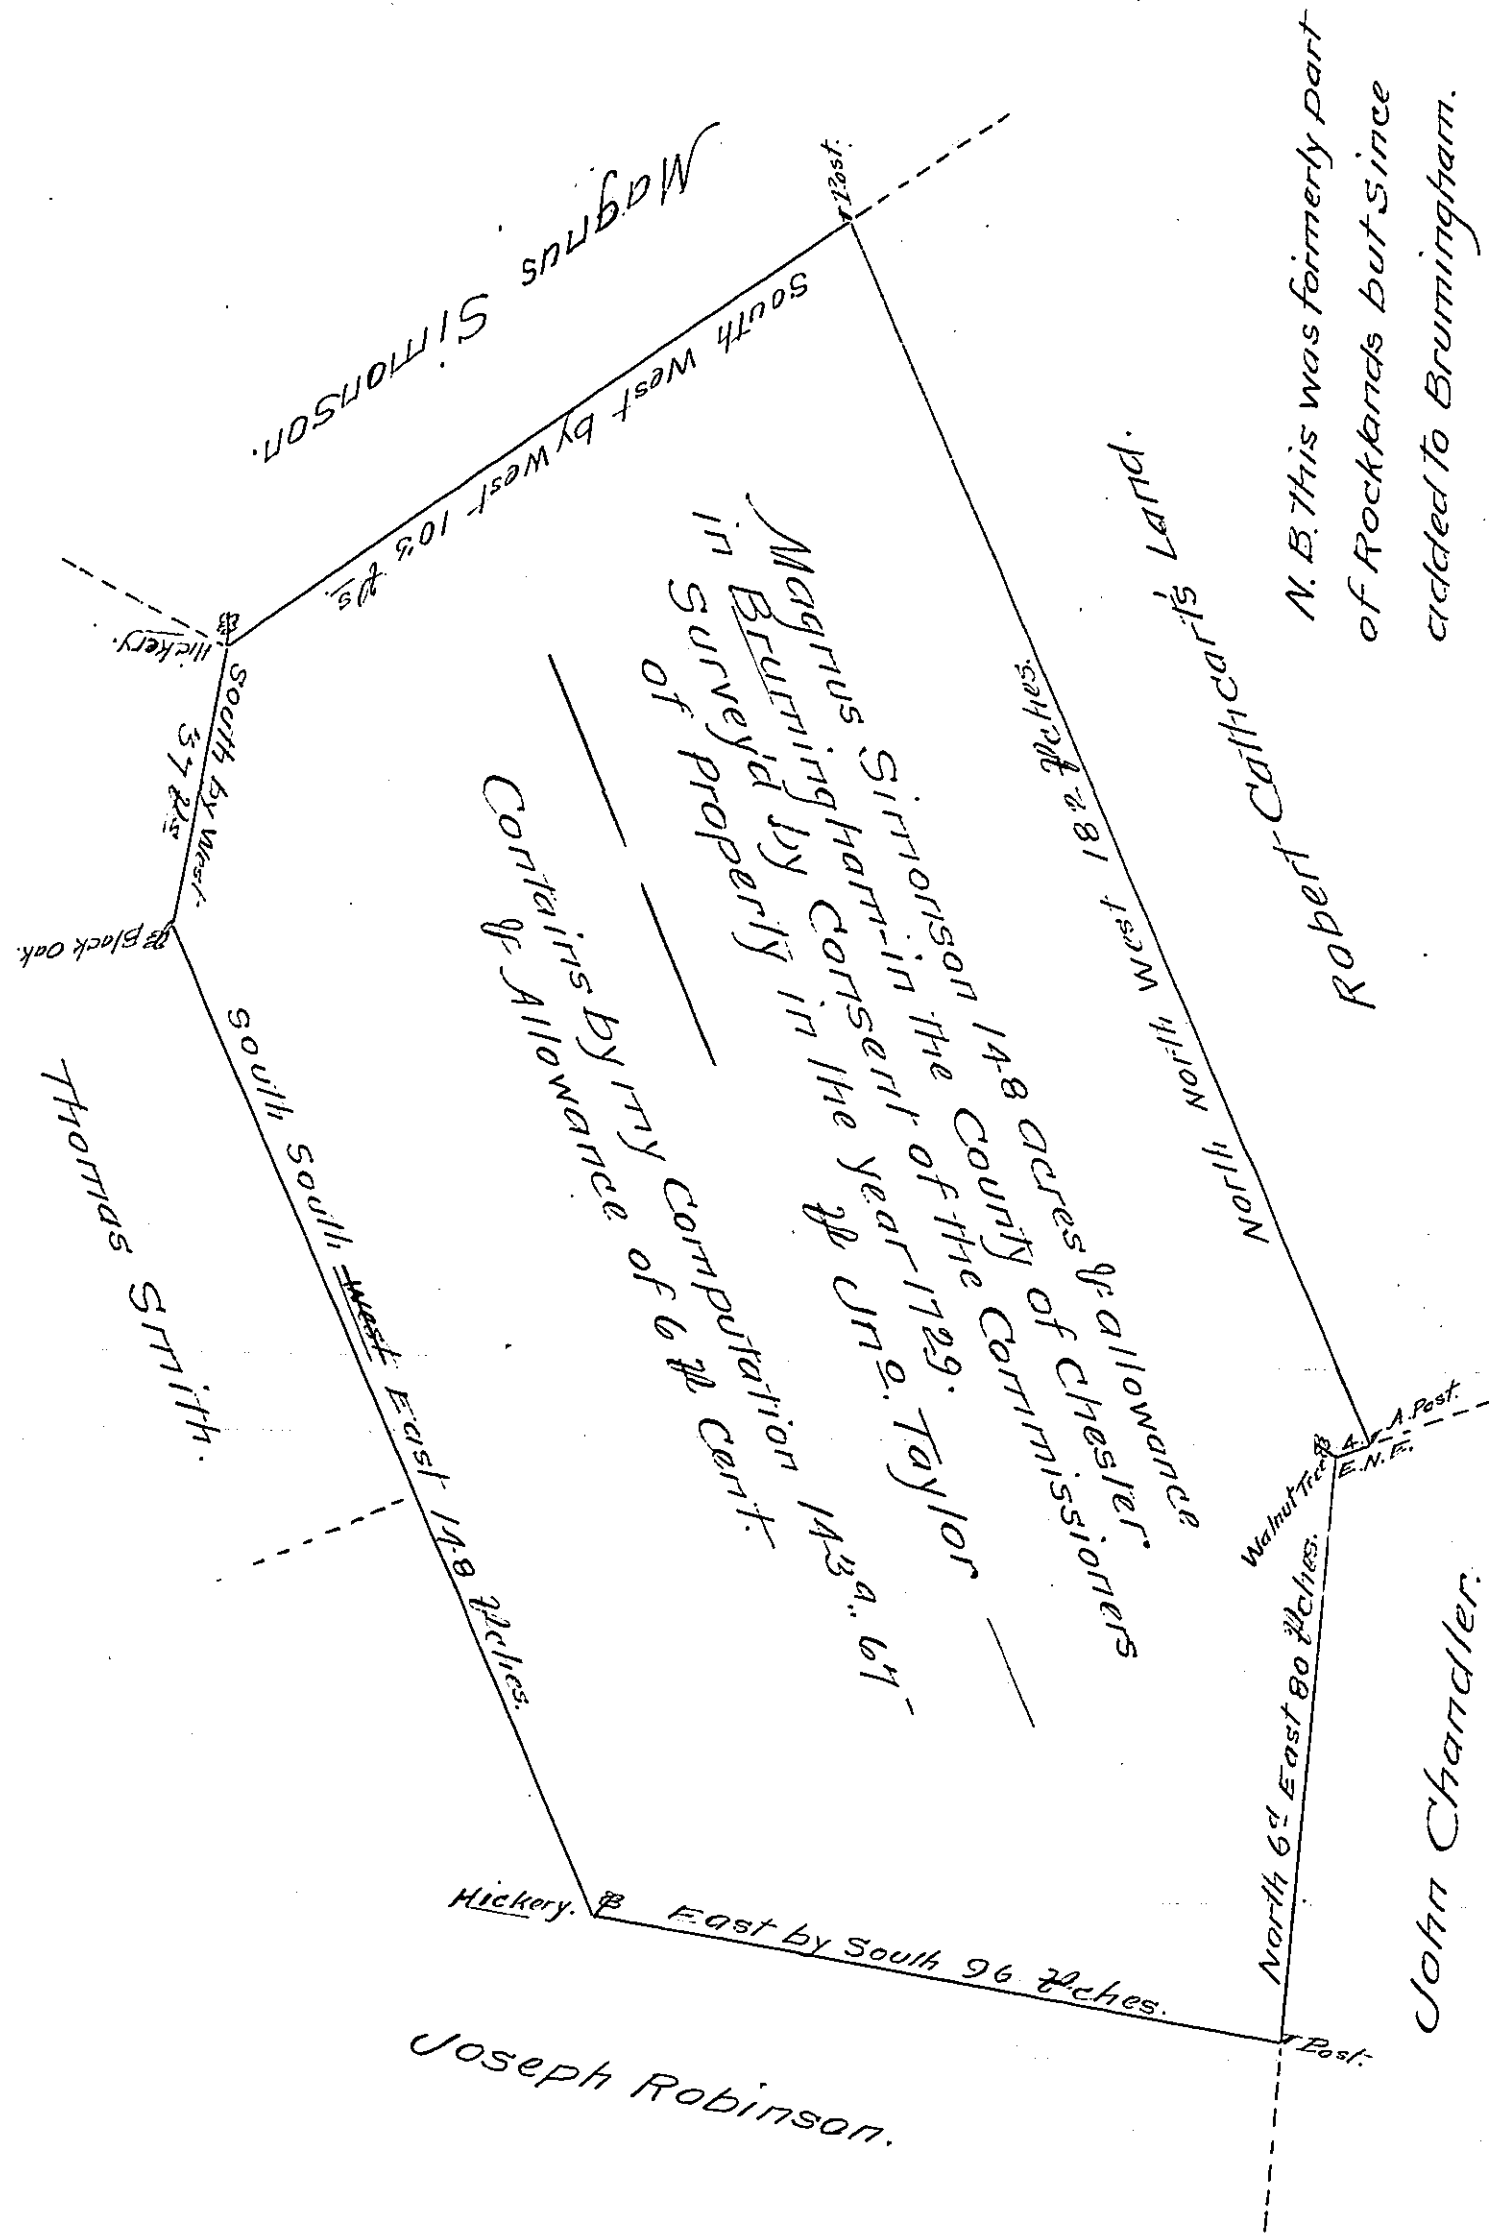 N.B. This was formerly part
of Rocklands but since
added to Brumingham.
Magnus Simonson.
Post.
South West by West 103 Ps.
Hickery.
South by West
37 Ps
Black Oak.
Thomas Smith.
South South West East 148 Pches.
Hickery.
East by South 96 Pches.
Joseph Robinson.
Post.
North 6d East 80 Pches.
John Chandler.
Walnut Tree
4.
E.N.E.
A. Post.
North North West 182 Pches.
Robert Cathcart's Land.
Magnus Simonson 148 acres & allowance
in Brumingham in the County of Chester
Survey'd by Consent of the Commissioners
of Property in the year 1729.
P Jno. Taylor
Contains by my Computation 143a. 67
& Allowance of 6 P Cent.